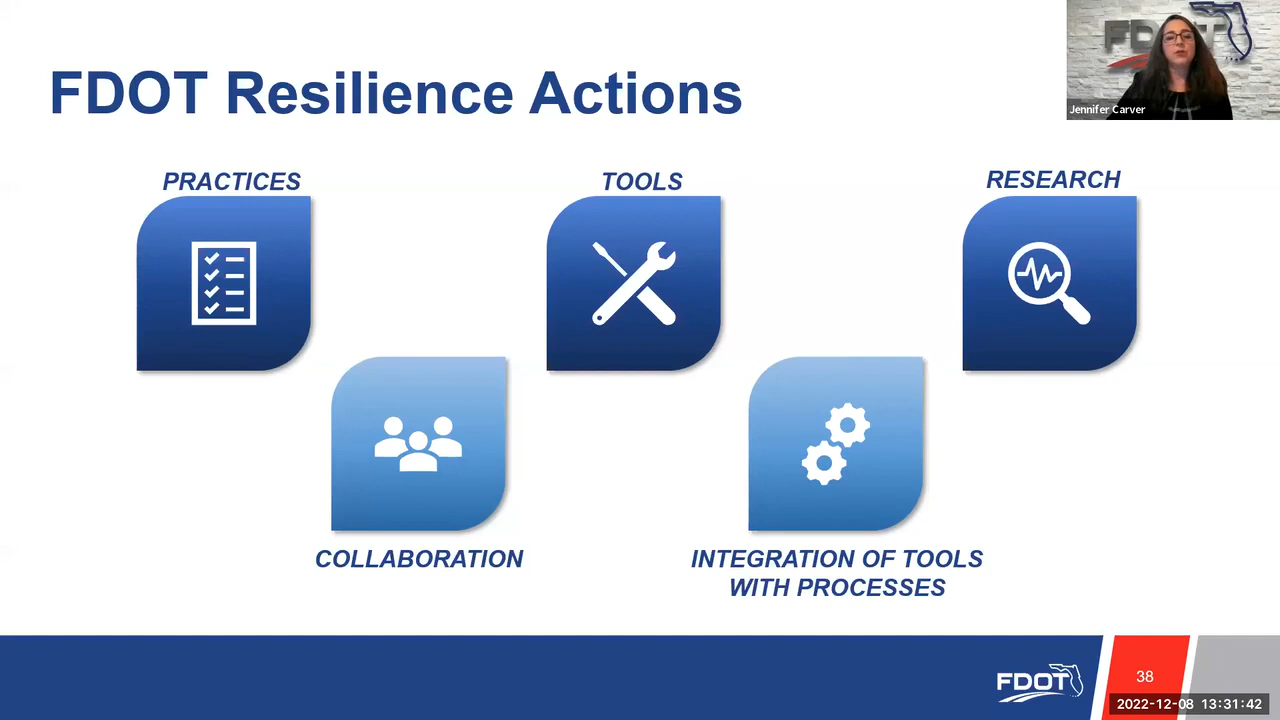 FDOT Resilience Actions
FDOT
Jennifer Carver
PRACTICES
TOOLS
RESEARCH
COLLABORATION
INTEGRATION OF TOOLS
WITH PROCESSES
FDOT
38
2022-12-08 13:31:42